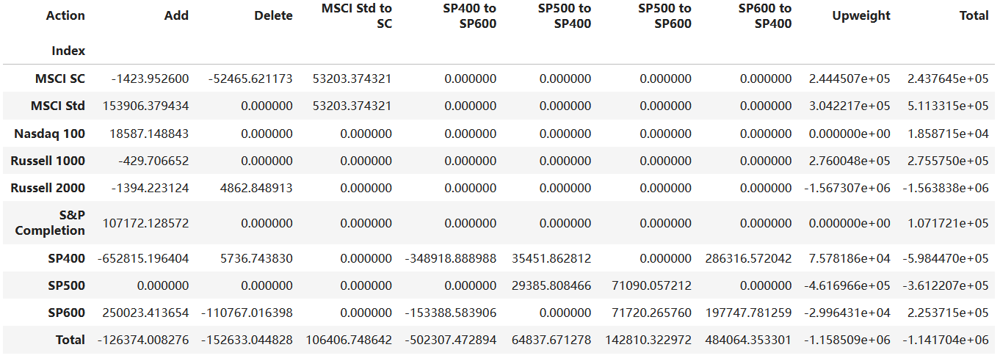 Action Add Delete MSCI Std to SC SP400 to SP600 SP500 to SP400 SP500 to SP600 SP600 to SP400 Upweight Total
Index
MSCI SC -1423.952600 -52465.621173 53203.374321 0.000000 0.000000 0.000000 0.000000 2.444507e+05 2.437645e+05
MSCI Std 153906.379434 0.000000 53203.374321 0.000000 0.000000 0.000000 0.000000 3.042217e+05 5.113315e+05
Nasdaq 100 18587.148843 0.000000 0.000000 0.000000 0.000000 0.000000 0.000000 0.000000e+00 1.858715e+04
Russell 1000 -429.706652 0.000000 0.000000 0.000000 0.000000 0.000000 0.000000 2.760048e+05 2.755750e+05
Russell 2000 -1394.223124 4862.848913 0.000000 0.000000 0.000000 0.000000 0.000000 -1.567307e+06 -1.563838e+06
S&P Completion 107172.128572 0.000000 0.000000 0.000000 0.000000 0.000000 0.000000 0.000000e+00 1.071721e+05
SP400 -652815.196404 5736.743830 0.000000 -348918.888988 35451.862812 0.000000 286316.572042 7.578186e+04 -5.984470e+05
SP500 0.000000 0.000000 0.000000 0.000000 29385.808466 71090.057212 0.000000 -4.616966e+05 -3.612207e+05
SP600 250023.413654 -110767.016398 0.000000 -153388.583906 0.000000 71720.265760 197747.781259 -2.996431e+04 2.253715e+05
Total -126374.008276 -152633.044828 106406.748642 -502307.472894 64837.671278 142810.322972 484064.353301 -1.158509e+06 -1.141704e+06